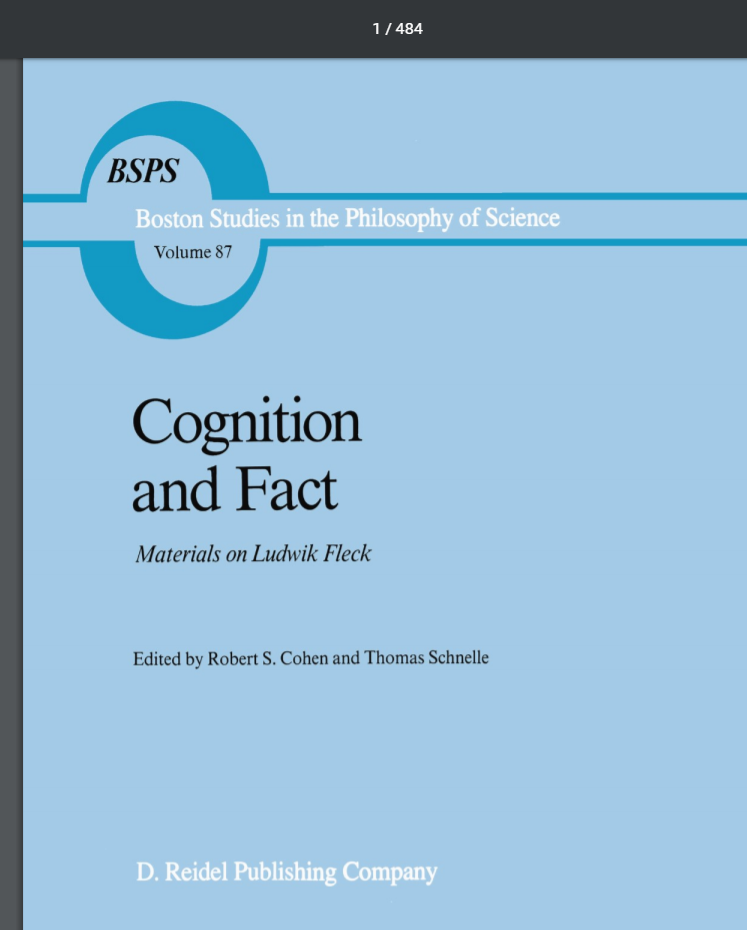 1 / 484
BSPS
Boston Studies in the Philosophy of Science
Volume 87
Cognition
and Fact
Materials on Ludwik Fleck
Edited by Robert S. Cohen and Thomas Schnelle
D. Reidel Publishing Company